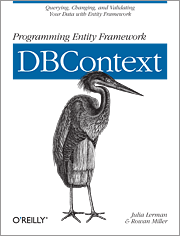 Querying, Changing, and Validating
Your Data with Entity Framework
Programming Entity Framework
DBContext
O'REILLY®
Julia Lerman
& Rowan Miller